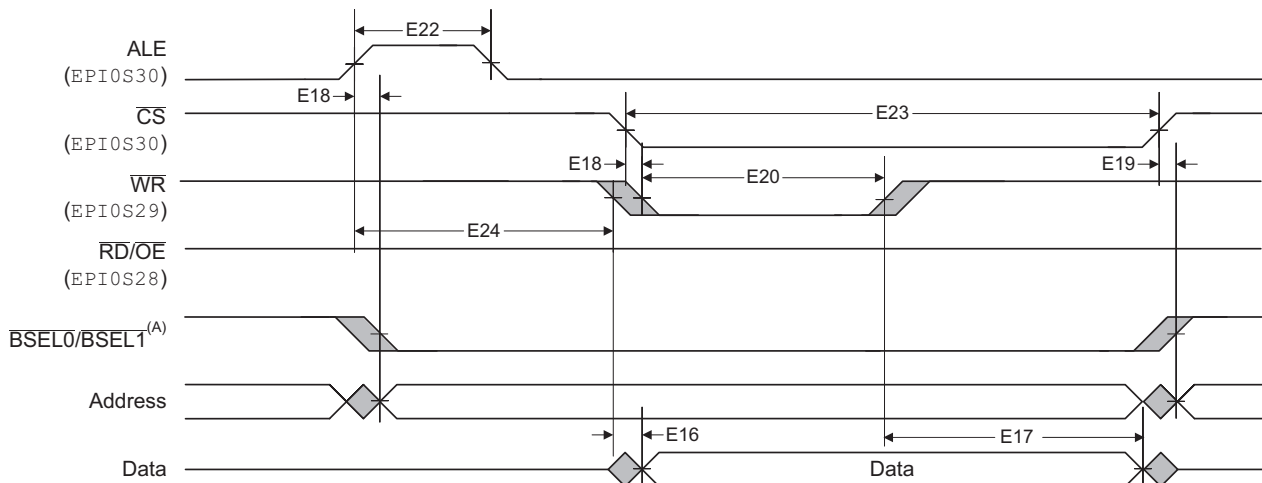 E22
ALE
(EPI0S30)
E18
CS
E23
(EPI0S30)
E18
E19
WR
E20
(EPI0S29)
E24
RD/OE
(EPI0S28)
BSEL0/BSEL1(A)
Address
E16
E17
Data
Data